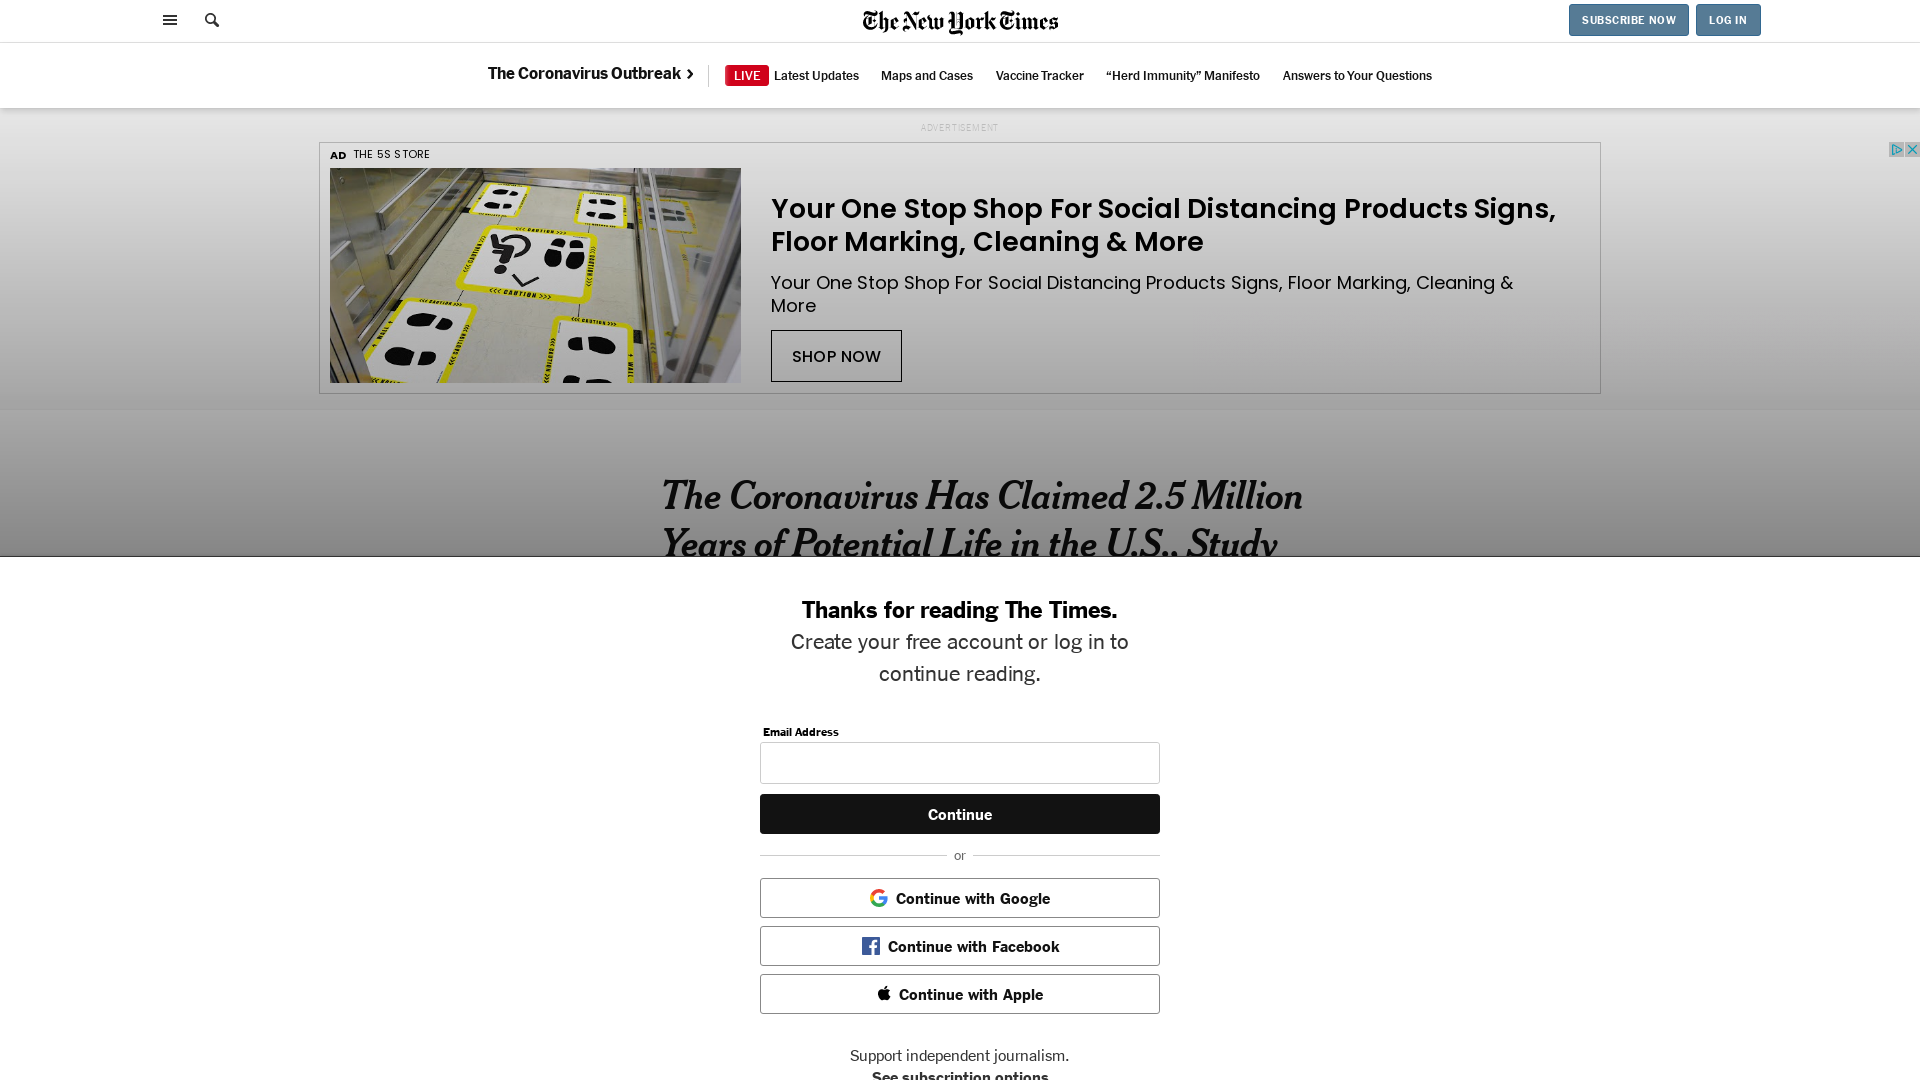 The New York Times
SUBSCRIBE NOW
LOG IN
The Coronavirus Outbreak
LIVE Latest Updates
Maps and Cases
Vaccine Tracker
“Herd Immunity” Manifesto
Answers to Your Questions
ADVERTISEMENT
AD THE 5S STORE
CAUTION
Your One Stop Shop For Social Distancing Products Signs,
Floor Marking, Cleaning & More
Your One Stop Shop For Social Distancing Products Signs, Floor Marking, Cleaning &
More
SHOP NOW
The Coronavirus Has Claimed 2.5 Million
Years of Potential Life in the U.S., Study
Thanks for reading The Times.
Create your free account or log in to
continue reading.
Email Address
Continue
or
Continue with Google
Continue with Facebook
Continue with Apple
Support independent journalism.
See subscription options